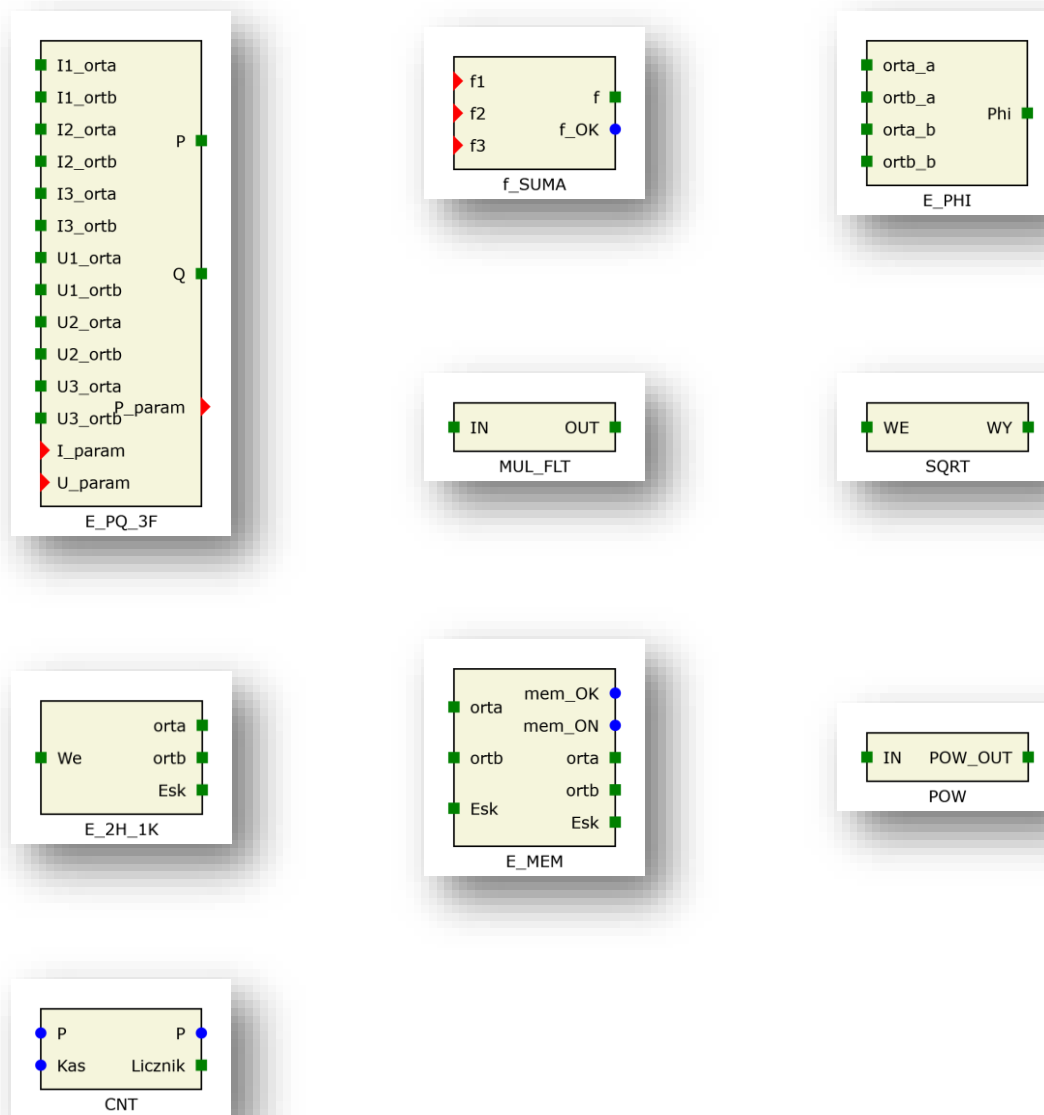 I1_orta
I1_ortb
I2_orta
I2_ortb
I3_orta
I3_ortb
U1_orta
U1_ortb
U2_orta
U2_ortb
U3_orta
U3_ortb
I_param
U_param
P
Q
P_param
E_PQ_3F
f1
f2
f3
f
f_OK
f_SUMA
orta_a
ortb_a
orta_b
ortb_b
Phi
E_PHI
IN OUT
MUL_FLT
WE WY
SQRT
We
orta
ortb
Esk
E_2H_1K
orta
ortb
Esk
mem_OK
mem_ON
orta
ortb
Esk
E_MEM
IN POW_OUT
POW
P P
Kas Licznik
CNT